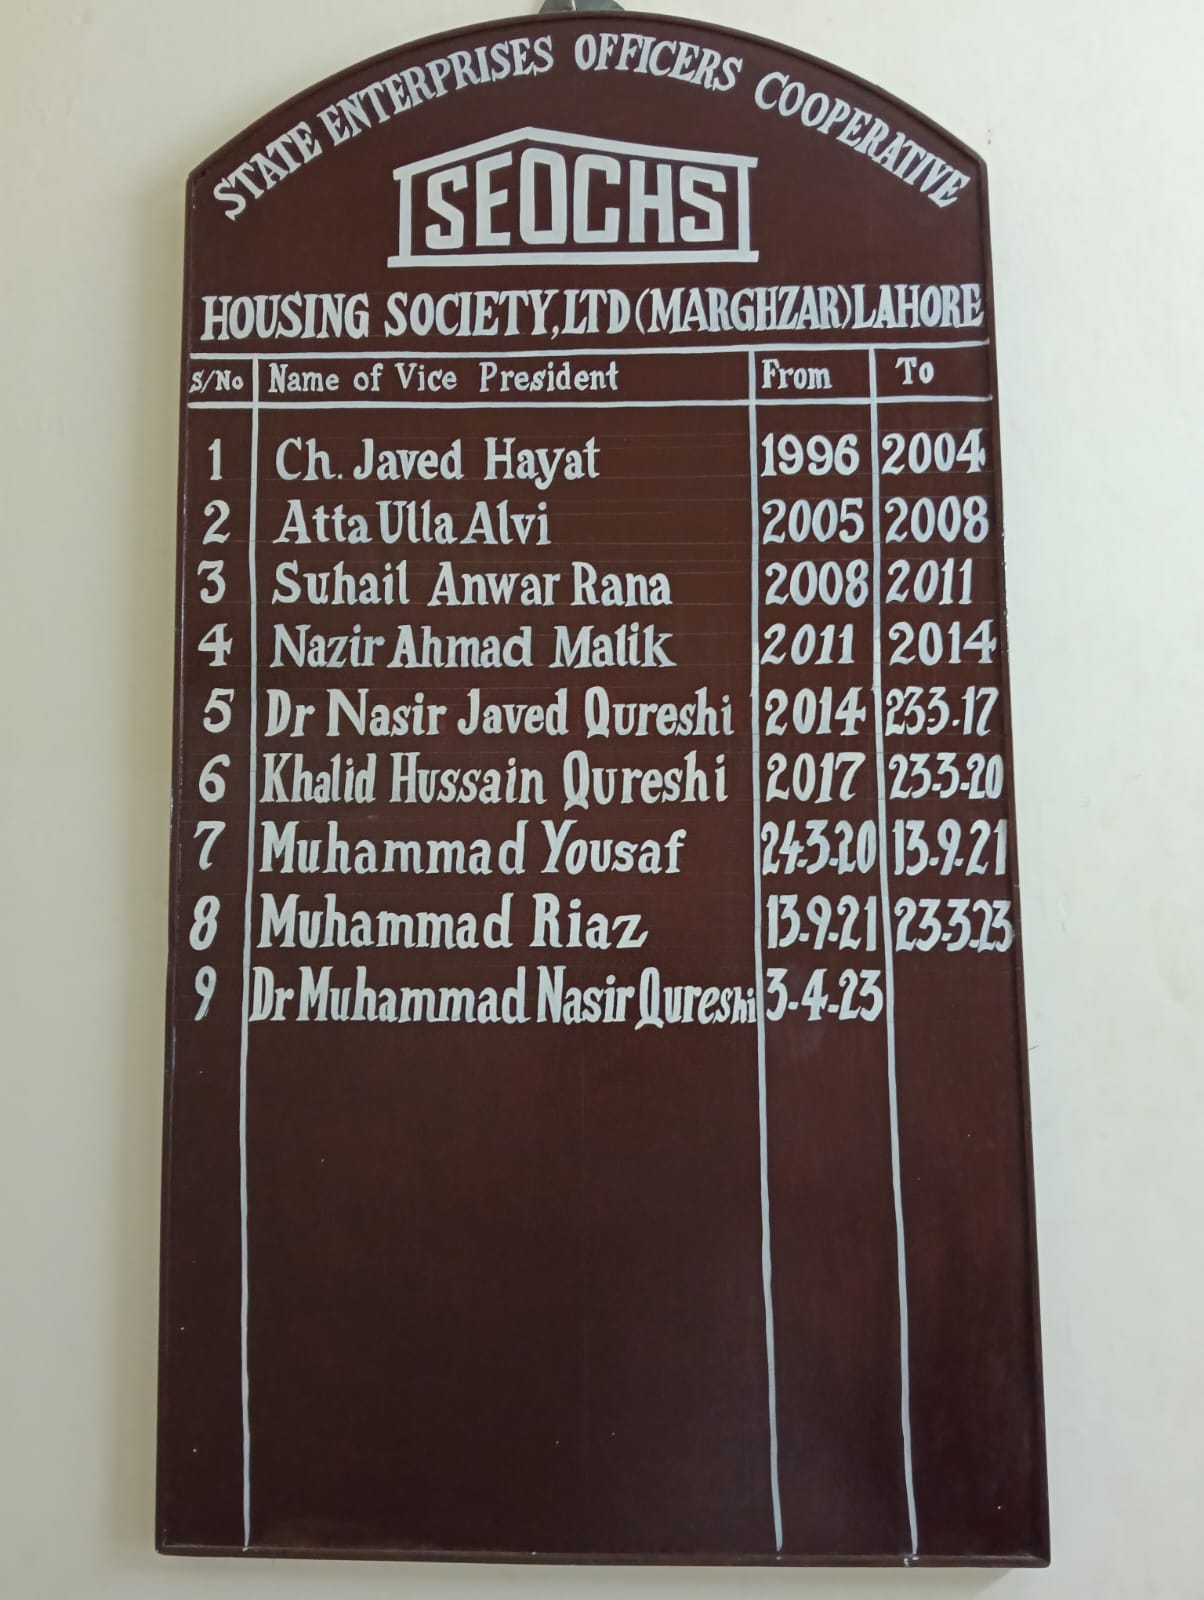 STATE ENTERPRISES OFFICERS COOPERATIVE
SEOCHS
HOUSING SOCIETY,LTD(MARGHZAR)LAHORE
S/No Name of Vice President From To
1 Ch. Javed Hayat 1996 2004
2 Atta Ulla Alvi 2005 2008
3 Suhail Anwar Rana 2008 2011
4 Nazir Ahmad Malik 2011 2014
5 Dr Nasir Javed Qureshi 2014 233-17
6 Khalid Hussain Qureshi 2017 23-3-20
7 Muhammad Yousaf 24-3-20 13-9-21
8 Muhammad Riaz 13-9-21 23-3-23
9 Dr Muhammad Nasir Qureshi 3-4-23